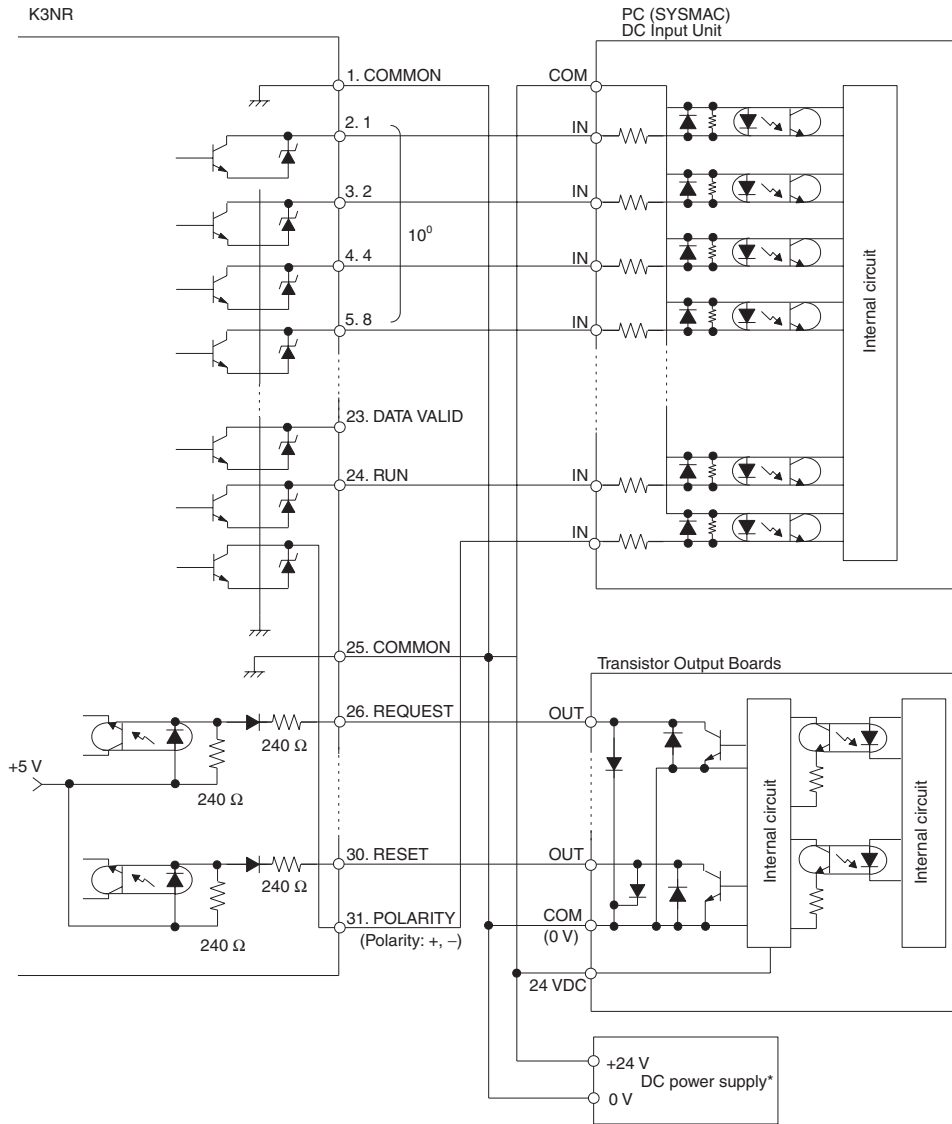 K3NR
PC (SYSMAC)
DC Input Unit
1. COMMON
COM
2. 1
IN
3. 2
IN
10⁰
4. 4
IN
5. 8
IN
Internal circuit
23. DATA VALID
24. RUN
IN
IN
25. COMMON
Transistor Output Boards
26. REQUEST
OUT
240 Ω
+5 V
240 Ω
Internal circuit
Internal circuit
30. RESET
OUT
240 Ω
31. POLARITY
(Polarity: +, −)
COM
(0 V)
240 Ω
24 VDC
+24 V
DC power supply*
0 V